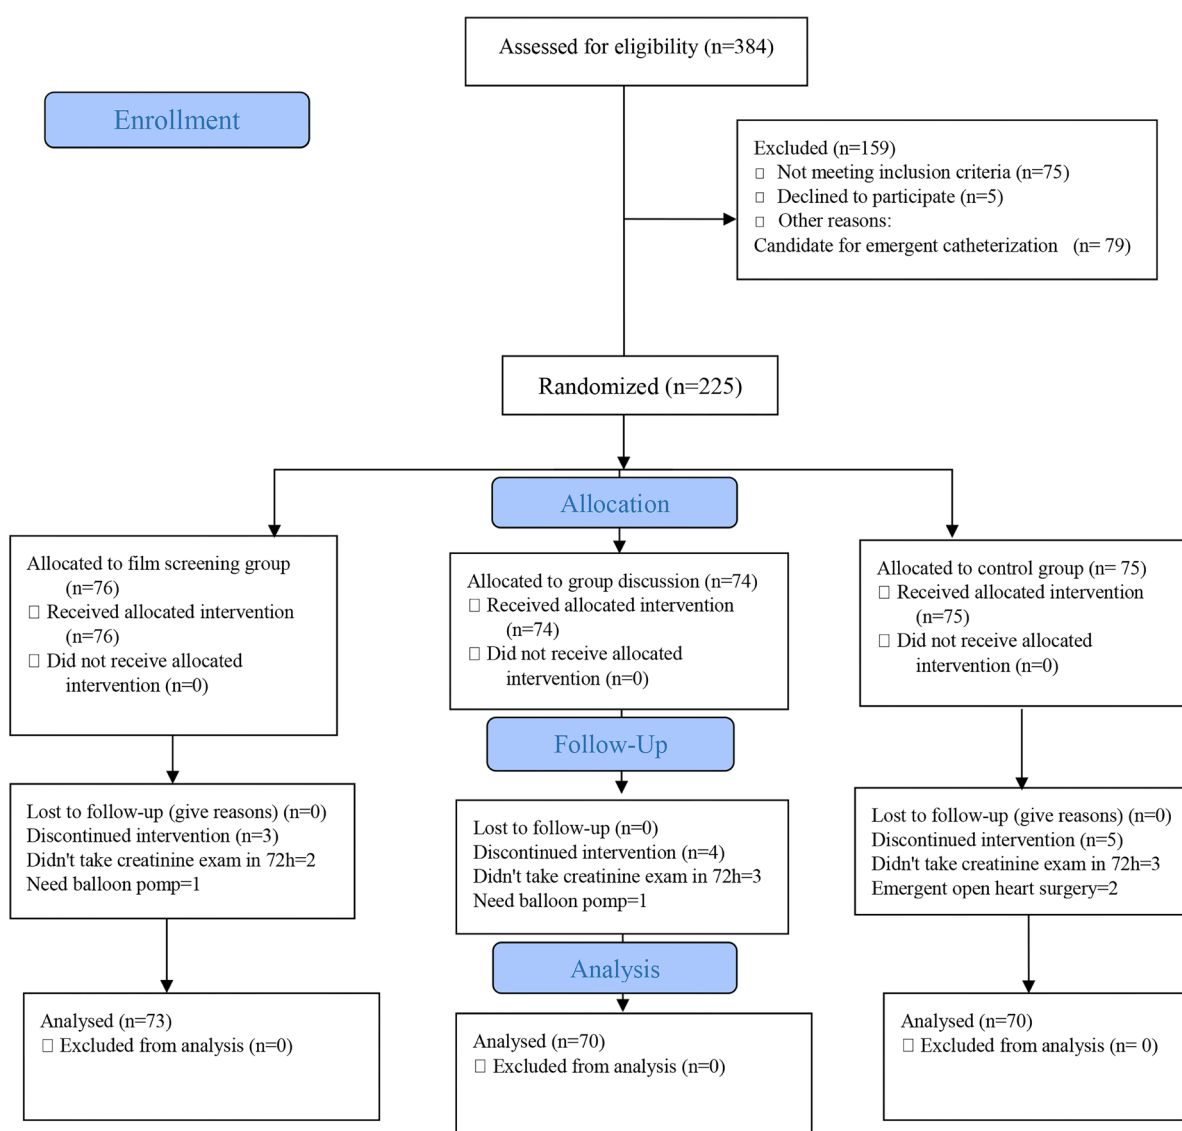 Assessed for eligibility (n=384)
Enrollment
Excluded (n=159)
□ Not meeting inclusion criteria (n=75)
□ Declined to participate (n=5)
□ Other reasons:
Candidate for emergent catheterization (n= 79)
Randomized (n=225)
Allocation
Allocated to film screening group
(n=76)
□ Received allocated intervention
(n=76)
□ Did not receive allocated
intervention (n=0)
Allocated to group discussion (n=74)
□ Received allocated intervention
(n=74)
□ Did not receive allocated
intervention (n=0)
Allocated to control group (n= 75)
□ Received allocated intervention
(n=75)
□ Did not receive allocated
intervention (n=0)
Follow-Up
Lost to follow-up (give reasons) (n=0)
Discontinued intervention (n=3)
Didn't take creatinine exam in 72h=2
Need balloon pomp=1
Lost to follow-up (n=0)
Discontinued intervention (n=4)
Didn't take creatinine exam in 72h=3
Need balloon pomp=1
Lost to follow-up (give reasons) (n=0)
Discontinued intervention (n=5)
Didn't take creatinine exam in 72h=3
Emergent open heart surgery=2
Analysis
Analysed (n=73)
□ Excluded from analysis (n=0)
Analysed (n=70)
□ Excluded from analysis (n=0)
Analysed (n=70)
□ Excluded from analysis (n= 0)